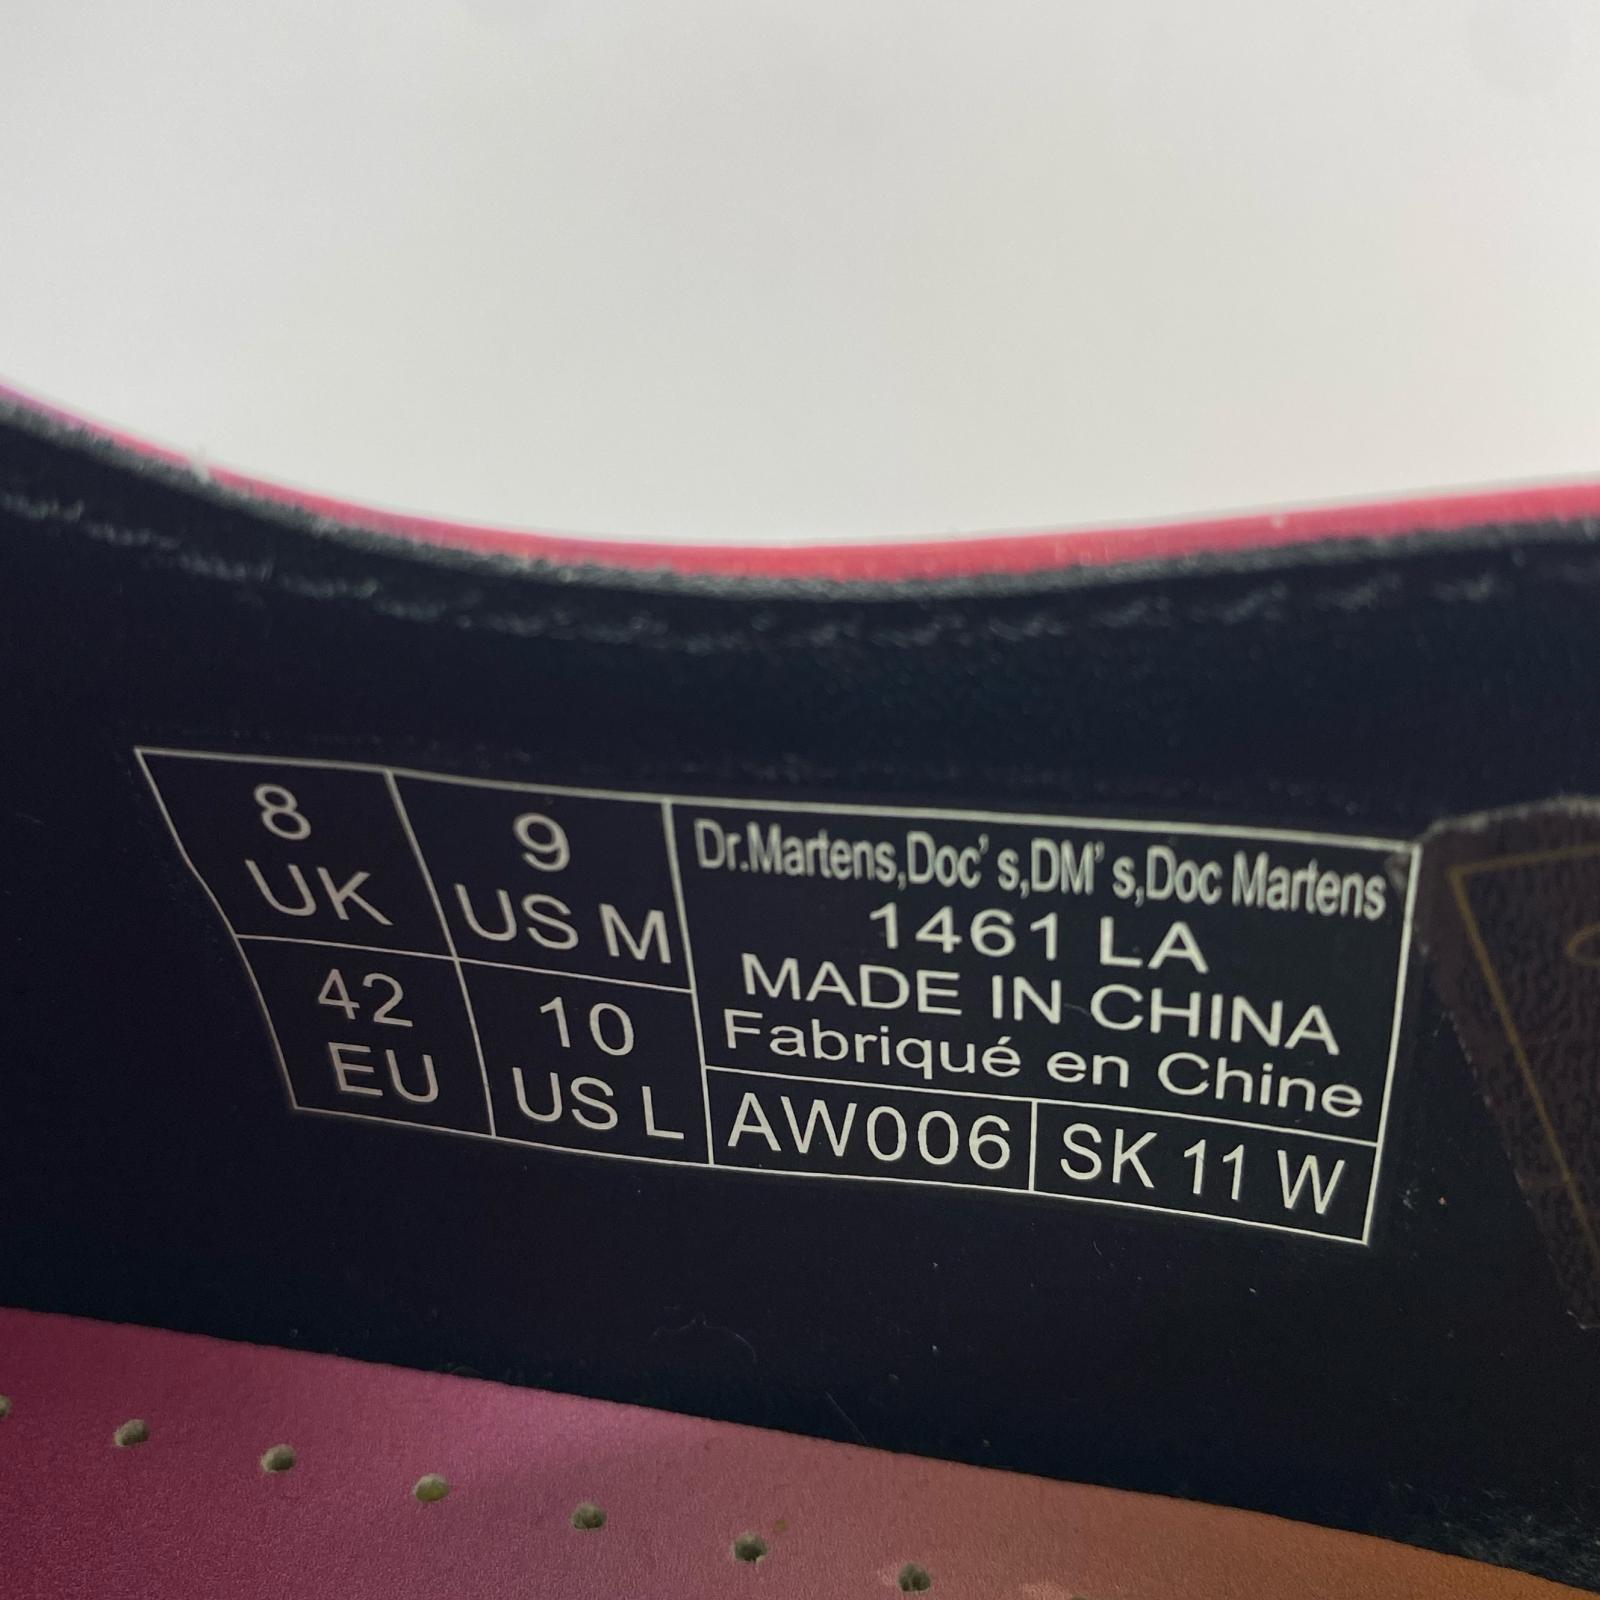 8
UK
9
US M
42
EU
10
US L
Dr.Martens,Doc's,DM's,Doc Martens
1461 LA
MADE IN CHINA
Fabriqué en Chine
AW006
SK 11 W